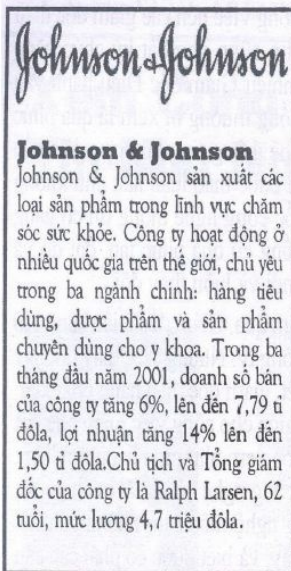 Johnson & Johnson
Johnson & Johnson
Johnson & Johnson sản xuất các
loại sản phẩm trong lĩnh vực chăm
sóc sức khỏe. Công ty hoạt động ở
nhiều quốc gia trên thế giới, chủ yếu
trong ba ngành chính: hàng tiêu
dùng, dược phẩm và sản phẩm
chuyên dùng cho y khoa. Trong ba
tháng đầu năm 2001, doanh số bán
của công ty tăng 6%, lên đến 7,79 tỉ
đôla, lợi nhuận tăng 14% lên đến
1,50 tỉ đôla.Chủ tịch và Tổng giám
đốc của công ty là Ralph Larsen, 62
tuổi, mức lương 4,7 triệu đôla.